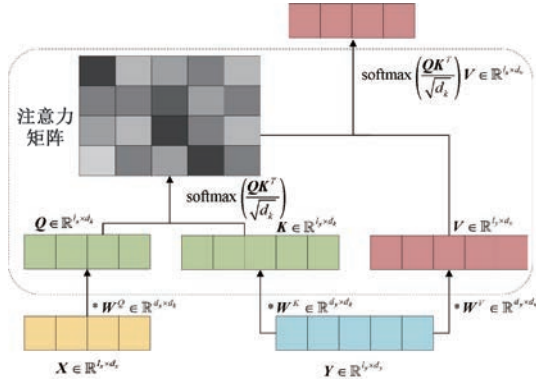 softmax(QK^T/√d_k) V ∈ ℝ^{l_x×d_v}
注意力
矩阵
softmax(QK^T/√d_k)
Q ∈ ℝ^{l_x×d_k}
K ∈ ℝ^{l_y×d_k}
V ∈ ℝ^{l_y×d_v}
* W^Q ∈ ℝ^{d_x×d_k}
* W^K ∈ ℝ^{d_y×d_k}
* W^V ∈ ℝ^{d_y×d_v}
X ∈ ℝ^{l_x×d_x}
Y ∈ ℝ^{l_y×d_y}